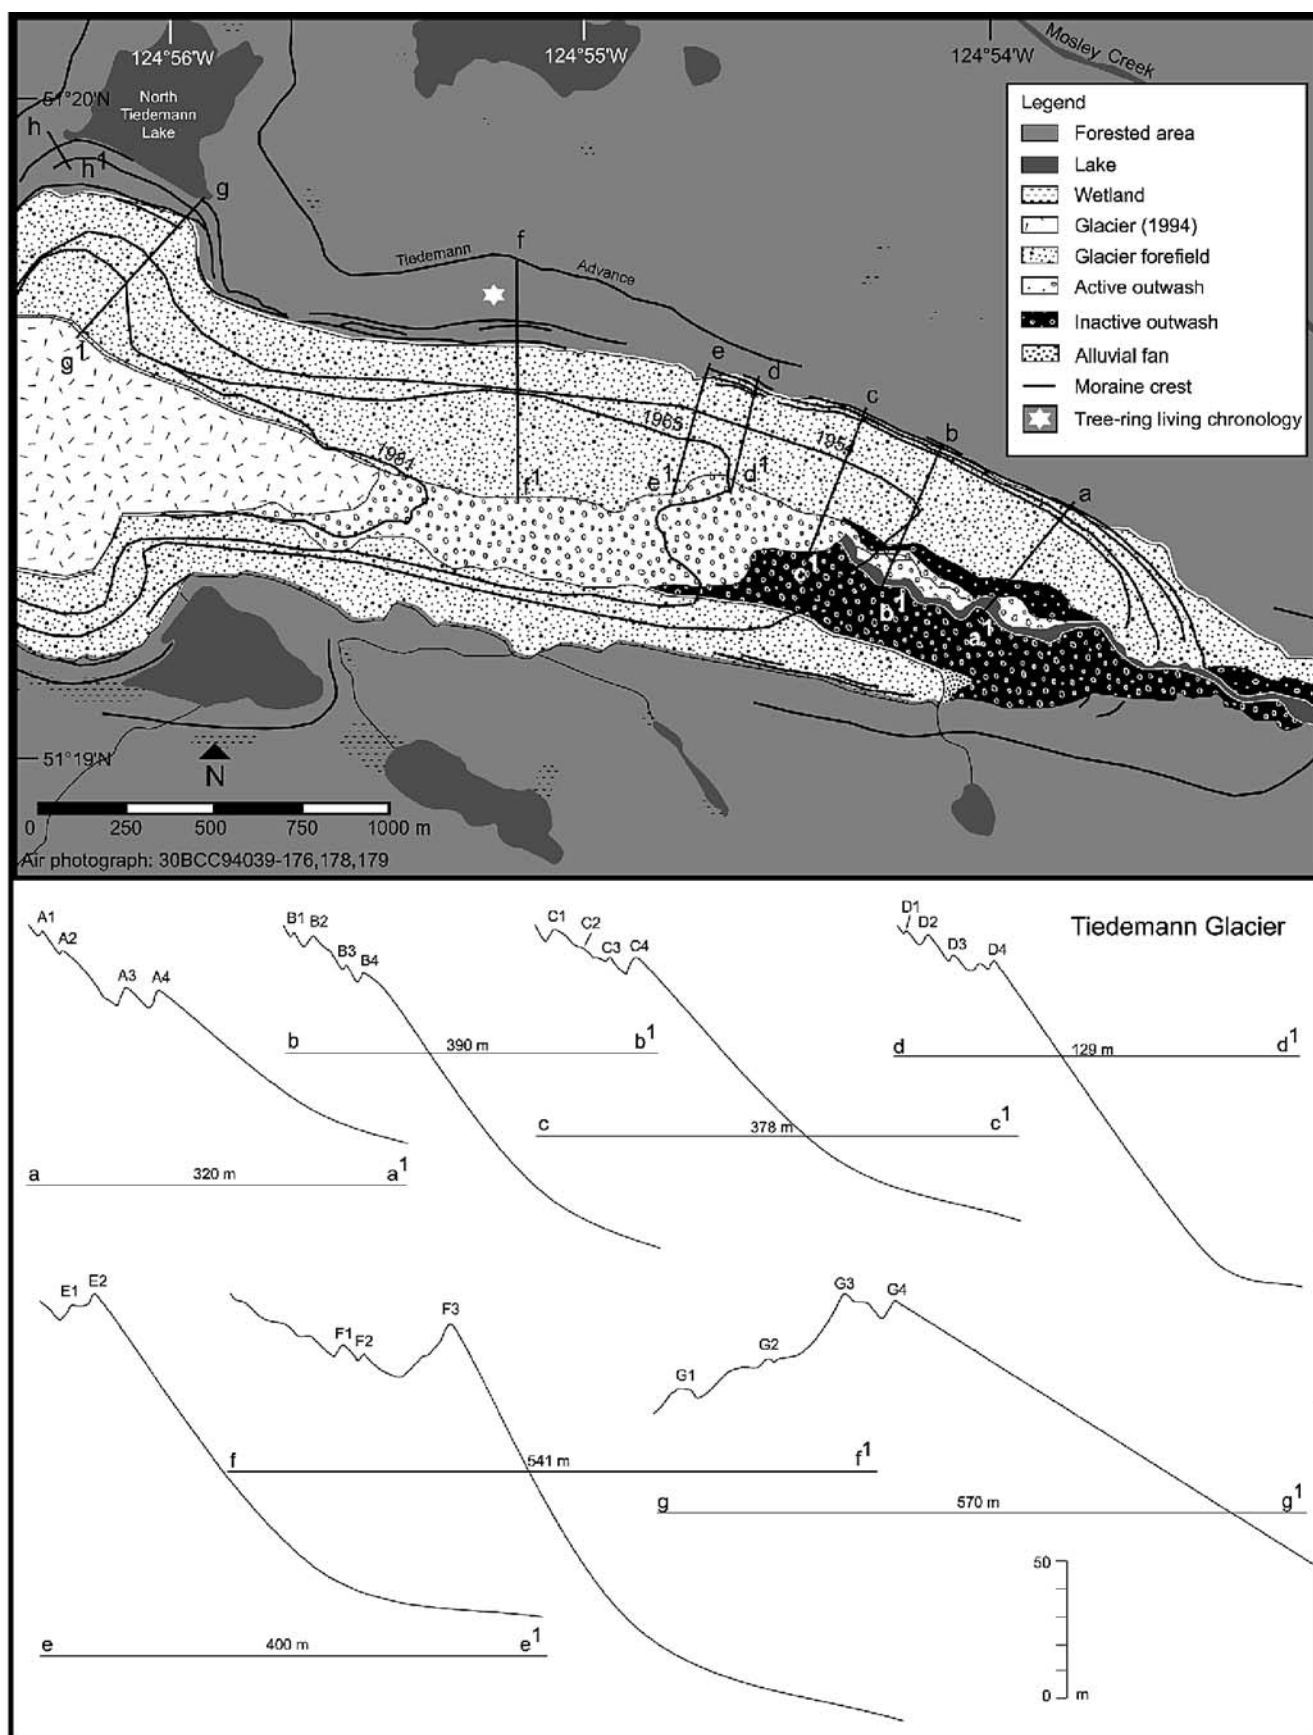 124°56'W
124°55'W
124°54'W
Mosley Creek
51°20'N
North
Tiedemann
Lake
h
h1
g
g1
Tiedemann Advance
f
f1
e
e1
d
d1
c
c1
b
b1
a
a1
1965
1981
Legend
Forested area
Lake
Wetland
Glacier (1994)
Glacier forefield
Active outwash
Inactive outwash
Alluvial fan
Moraine crest
Tree-ring living chronology
51°19'N
N
0 250 500 750 1000 m
Air photograph: 30BCC94039-176,178,179
Tiedemann Glacier
A1
A2
A3 A4
a 320 m a1
B1 B2
B3
B4
b 390 m b1
C1 C2
C3 C4
c 378 m c1
D1
D2
D3 D4
d 129 m d1
E1 E2
e 400 m e1
F1 F2 F3
f 541 m f1
G1 G2 G3 G4
g 570 m g1
50
0 m